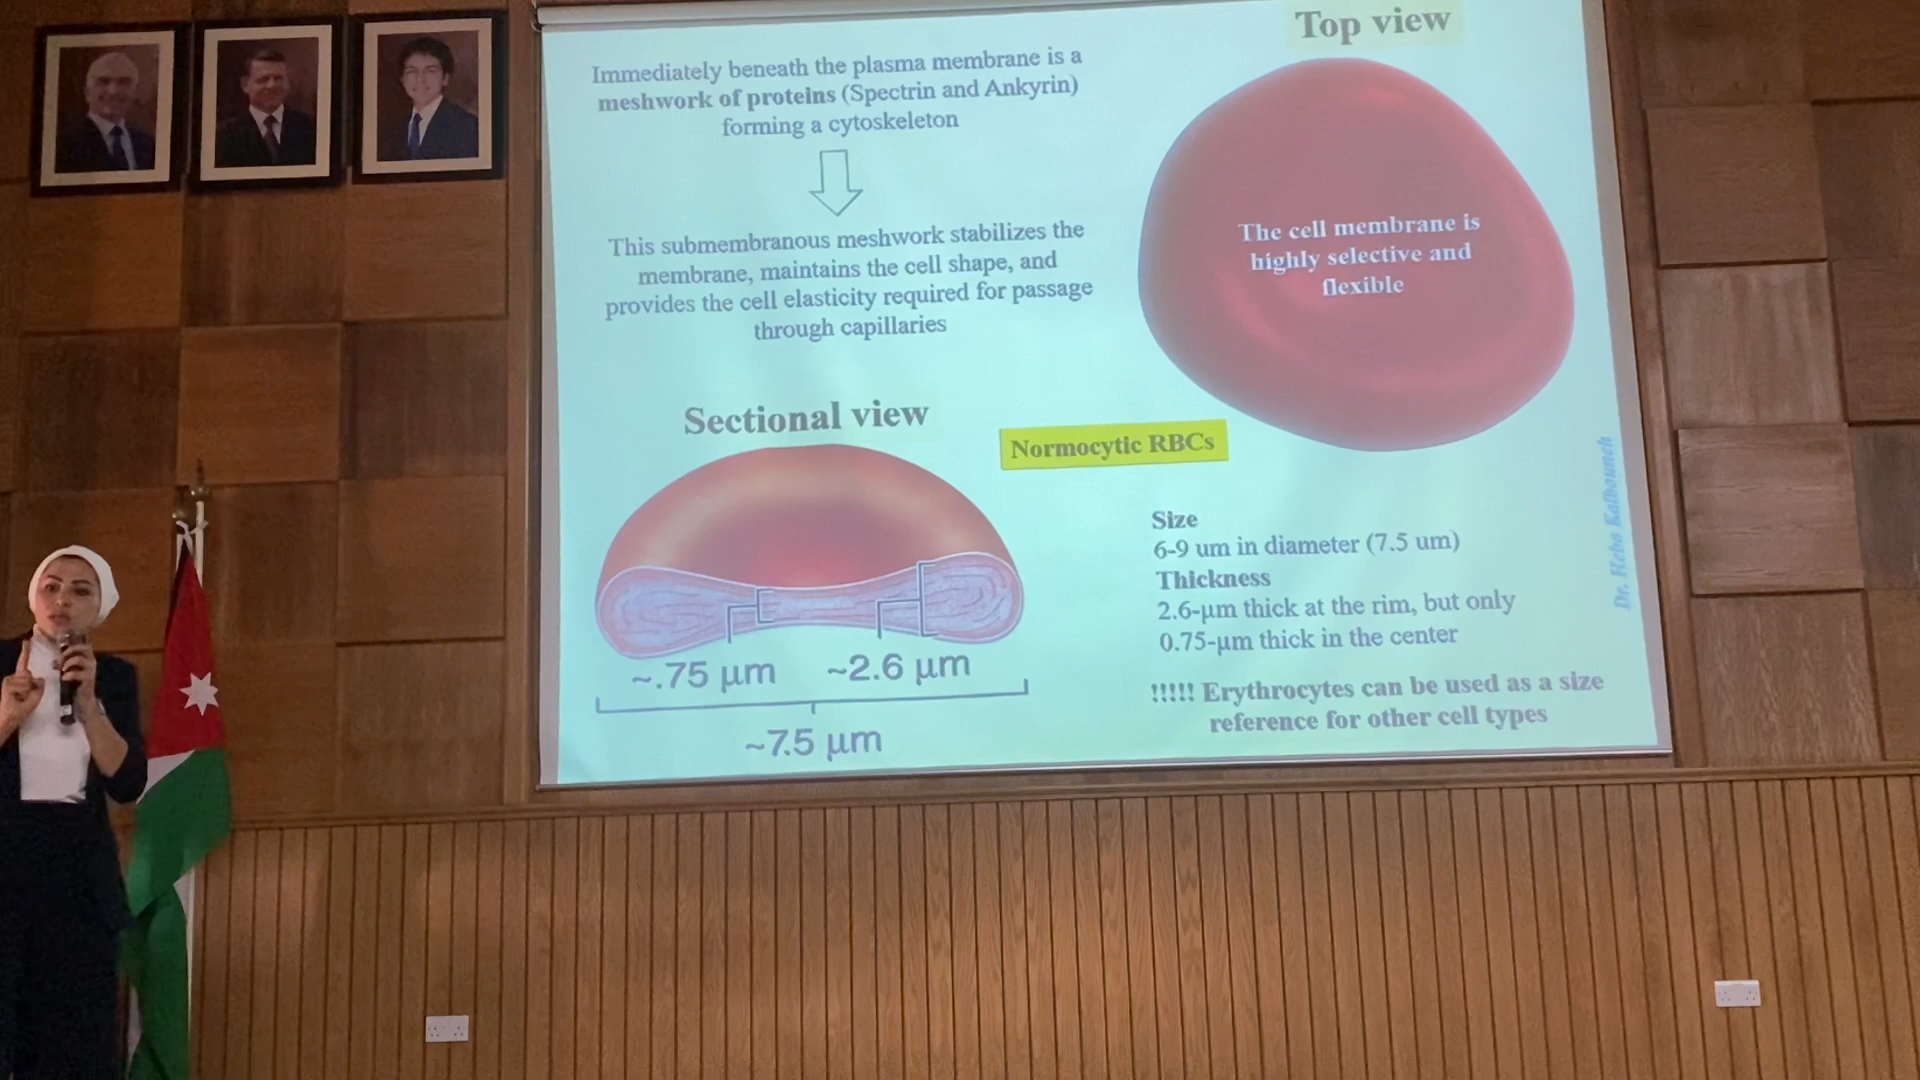 Top view
Immediately beneath the plasma membrane is a
meshwork of proteins (Spectrin and Ankyrin)
forming a cytoskeleton
This submembranous meshwork stabilizes the
membrane, maintains the cell shape, and
provides the cell elasticity required for passage
through capillaries
The cell membrane is
highly selective and
flexible
Sectional view
Normocytic RBCs
~.75 μm
~2.6 μm
~7.5 μm
Size
6-9 um in diameter (7.5 um)
Thickness
2.6-μm thick at the rim, but only
0.75-μm thick in the center
!!!!! Erythrocytes can be used as a size
reference for other cell types
Dr. Heba Kalbouneh